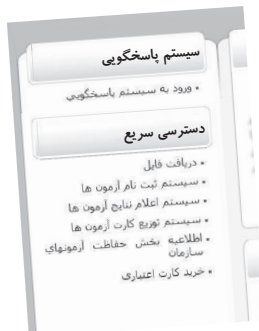 سیستم پاسخگویی
ورود به سیستم پاسخگویی
دسترسی سریع
دریافت فایل
سیستم ثبت نام آزمون ها
سیستم اعلام نتایج آزمون ها
سیستم توزیع کارت آزمون ها
اطلاعیه بخش حفاظت آزمونهای
سازمان
خرید کارت اعتباری